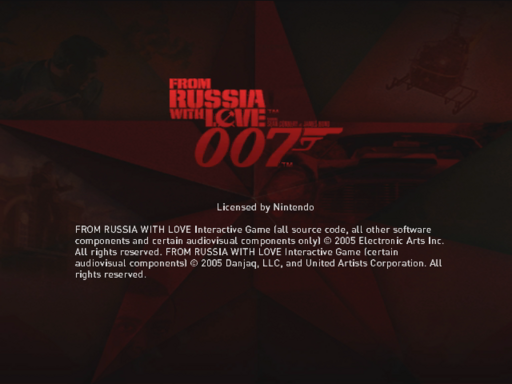 FROM
RUSSIA
WITH LOVE™
007™
Licensed by Nintendo
FROM RUSSIA WITH LOVE Interactive Game (all source code, all other software
components and certain audiovisual components only) © 2005 Electronic Arts Inc.
All rights reserved. FROM RUSSIA WITH LOVE Interactive Game (certain
audiovisual components) © 2005 Danjaq, LLC, and United Artists Corporation. All
rights reserved.